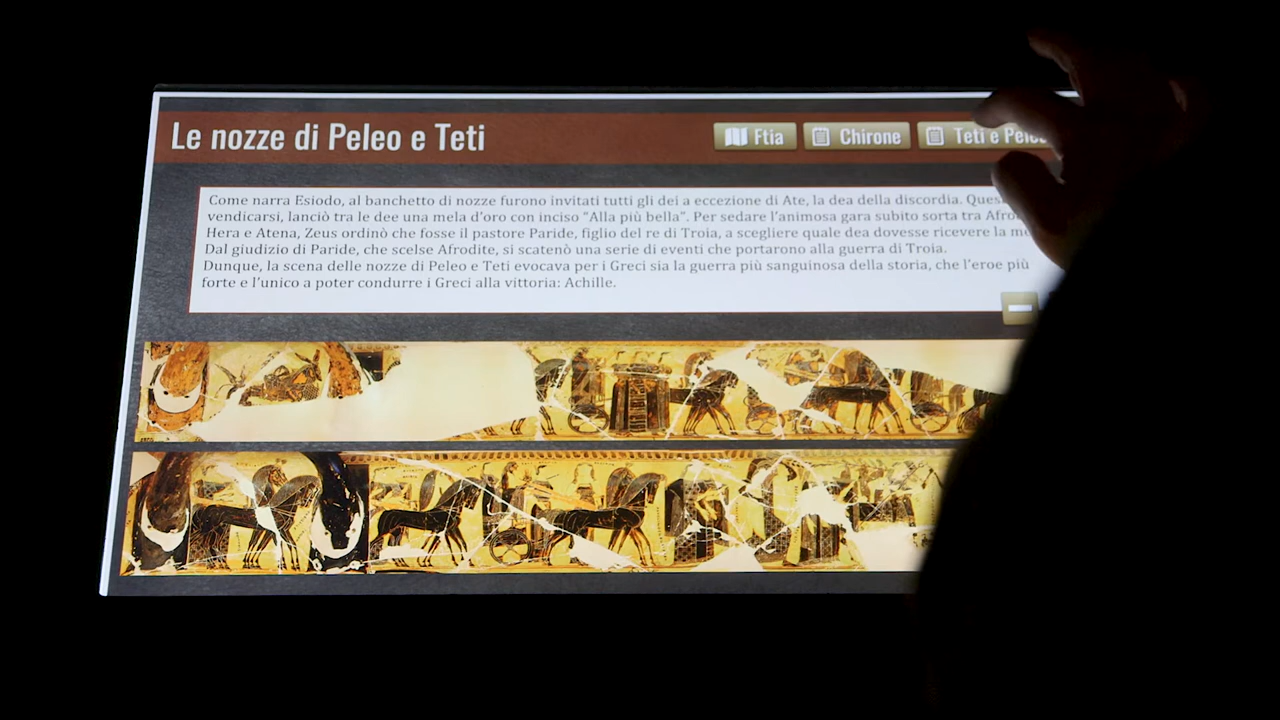 Le nozze di Peleo e Teti
Ftia
Chirone
Teti e
Come narra Esiodo, al banchetto di nozze furono invitati tutti gli dei a eccezione di Ate, la dea della discordia.
vendicarsi, lanciò tra le dee una mela d'oro con inciso “Alla più bella”. Per sedare l'animosa gara subito sorta tra
Hera e Atena, Zeus ordinò che fosse il pastore Paride, figlio del re di Troia, a scegliere quale dea dovesse ricevere la
Dal giudizio di Paride, che scelse Afrodite, si scatenò una serie di eventi che portarono alla guerra di Troia.
Dunque, la scena delle nozze di Peleo e Teti evocava per i Greci sia la guerra più sanguinosa della storia, che l'eroe più
forte e l'unico a poter condurre i Greci alla vittoria: Achille.